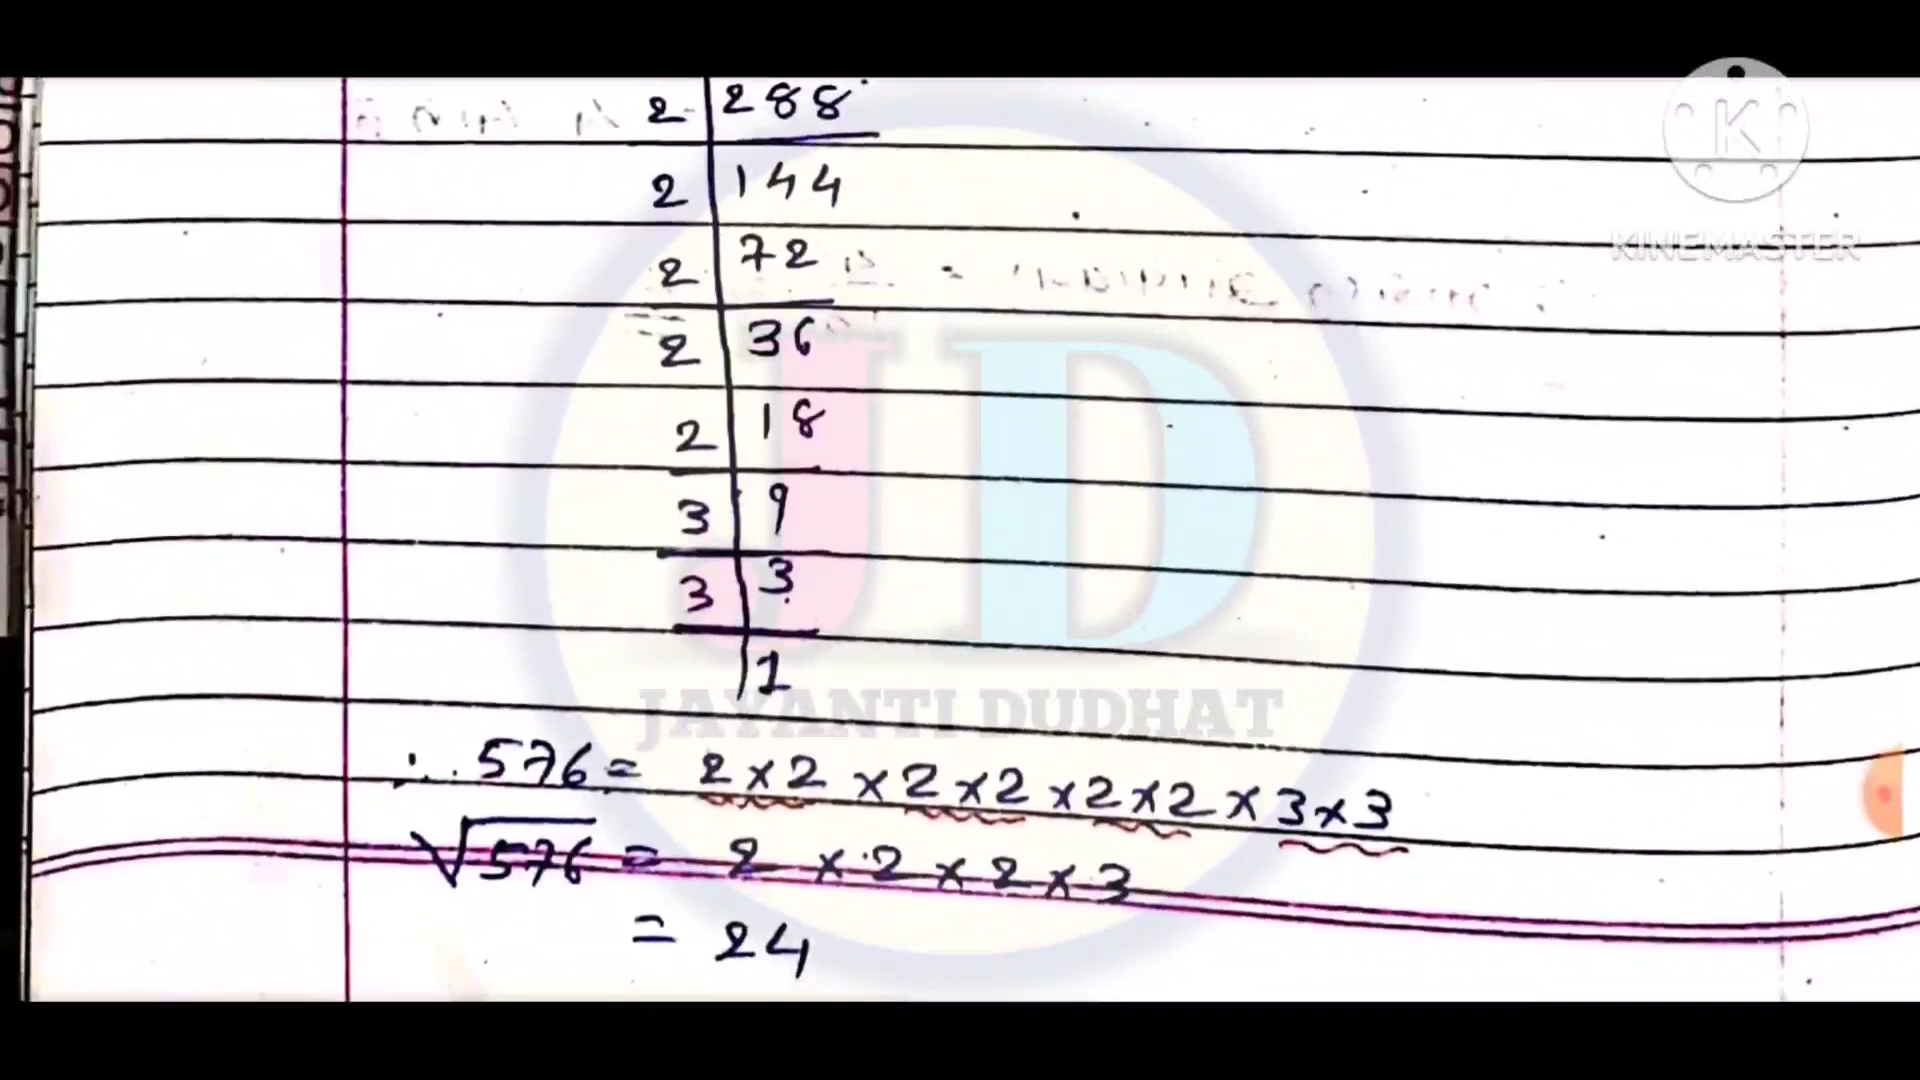 2 | 288
2 | 144
2 | 72
2 | 36
2 | 18
3 | 9
3 | 3
| 1
∴ 576 = 2 × 2 × 2 × 2 × 2 × 2 × 3 × 3
√576 = 2 × 2 × 2 × 3
= 24
K
KINEMASTER
JD
JAYANTI DUDHAT